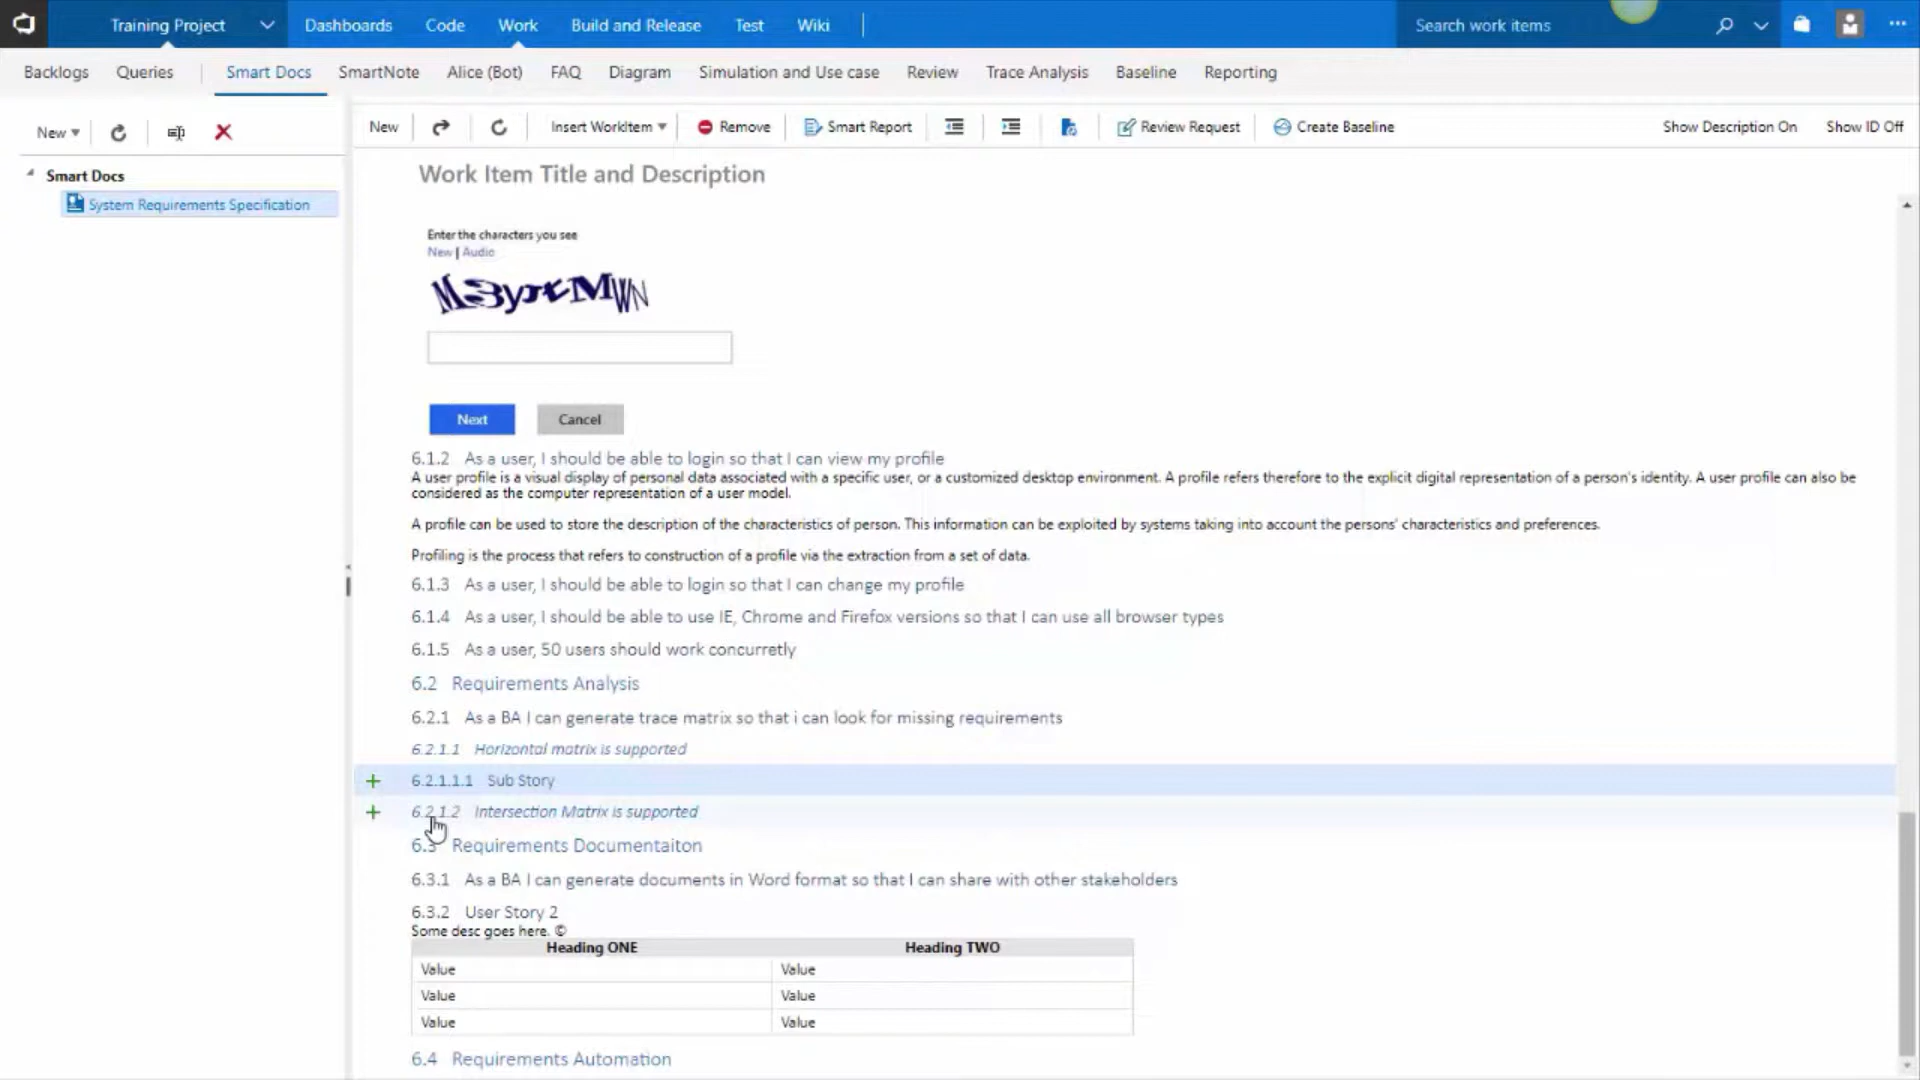 Training Project Dashboards Code Work Build and Release Test Wiki Search work items ...
Backlogs Queries Smart Docs SmartNote Alice (Bot) FAQ Diagram Simulation and Use case Review Trace Analysis Baseline Reporting
New New Insert WorkItem Remove Smart Report Review Request Create Baseline Show Description On Show ID Off
Smart Docs
System Requirements Specification
Work Item Title and Description
Enter the characters you see
New | Audio
Next Cancel
6.1.2 As a user, I should be able to login so that I can view my profile
A user profile is a visual display of personal data associated with a specific user, or a customized desktop environment. A profile refers therefore to the explicit digital representation of a person's identity. A user profile can also be
considered as the computer representation of a user model.
A profile can be used to store the description of the characteristics of person. This information can be exploited by systems taking into account the persons' characteristics and preferences.
Profiling is the process that refers to construction of a profile via the extraction from a set of data.
6.1.3 As a user, I should be able to login so that I can change my profile
6.1.4 As a user, I should be able to use IE, Chrome and Firefox versions so that I can use all browser types
6.1.5 As a user, 50 users should work concurretly
6.2 Requirements Analysis
6.2.1 As a BA I can generate trace matrix so that i can look for missing requirements
6.2.1.1 Horizontal matrix is supported
6.2.1.1.1 Sub Story
6.2.1.2 Intersection Matrix is supported
6.3 Requirements Documentaiton
6.3.1 As a BA I can generate documents in Word format so that I can share with other stakeholders
6.3.2 User Story 2
Some desc goes here. ©
Heading ONE Heading TWO
Value Value
Value Value
Value Value
6.4 Requirements Automation